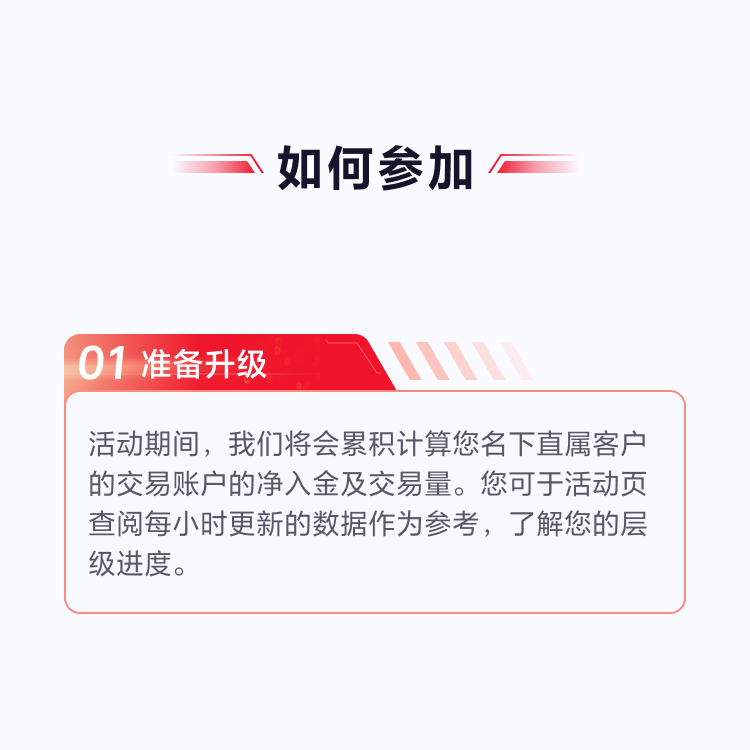 如何参加
01 准备升级
活动期间，我们将会累积计算您名下直属客户
的交易账户的净入金及交易量。您可于活动页
查阅每小时更新的数据作为参考，了解您的层
级进度。